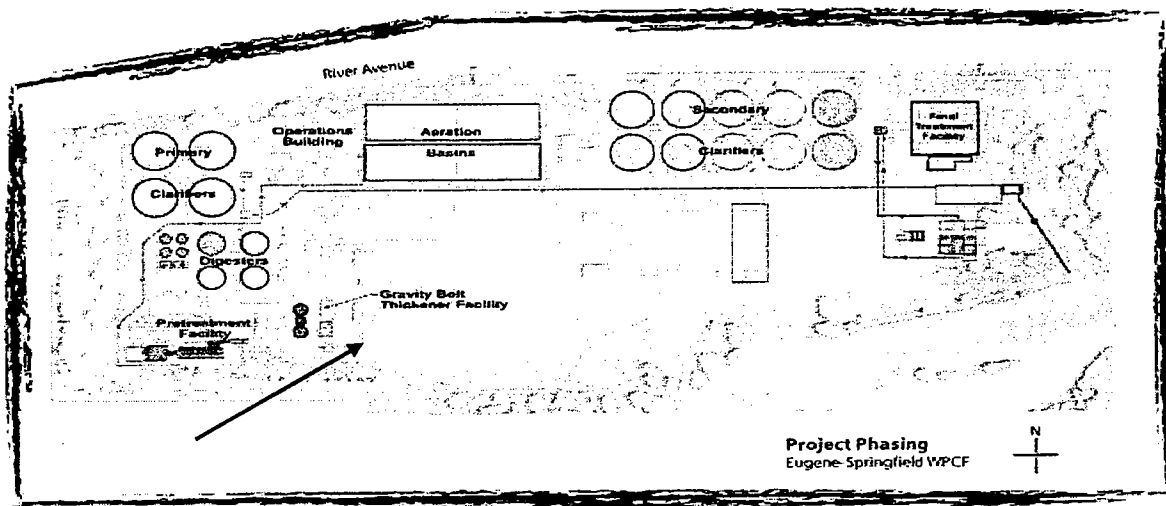 River Avenue
Primary
Clarifiers
Operations
Building
Aeration
Basins
Secondary
Clarifiers
Final
Treatment
Facility
Digesters
Gravity Bolt
Thickener Facility
Pretreatment
Facility
Project Phasing
Eugene-Springfield WPCF
N